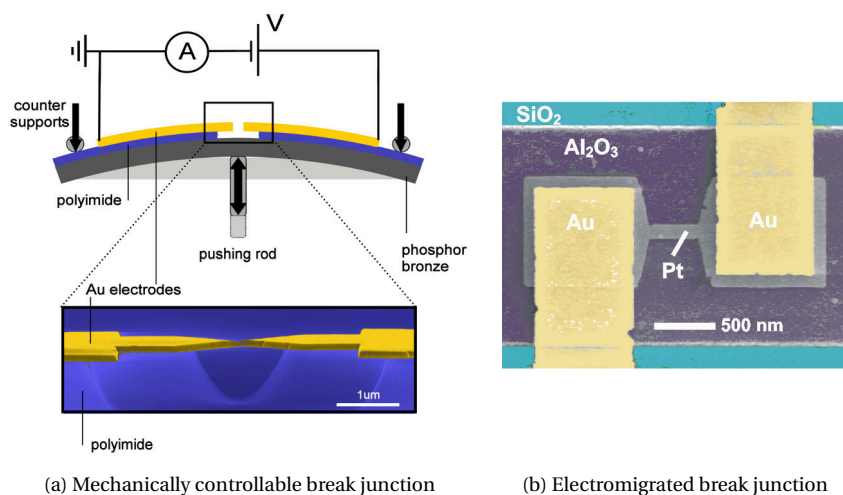 V
A
counter
supports
polyimide
pushing rod
phosphor
bronze
Au electrodes
1um
polyimide
(a) Mechanically controllable break junction
SiO2
Al2O3
Au
Au
Pt
500 nm
(b) Electromigrated break junction